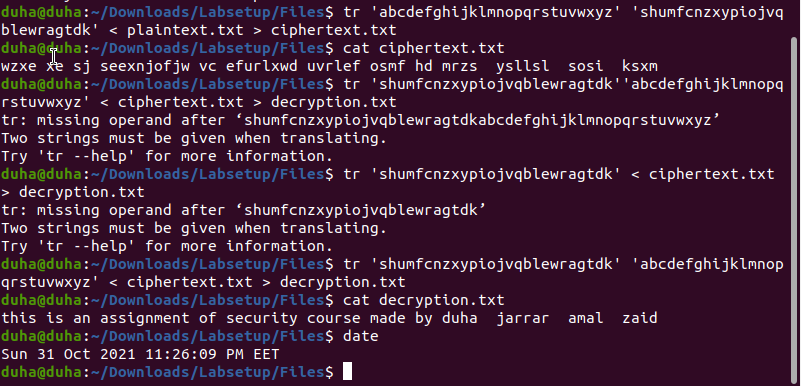 duha@duha:~/Downloads/Labsetup/Files$ tr 'abcdefghijklmnopqrstuvwxyz' 'shumfcnzxypiojvq
blewragtdk' < plaintext.txt > ciphertext.txt
duha@duha:~/Downloads/Labsetup/Files$ cat ciphertext.txt
wzxe xe sj seexnjofjw vc efurlxwd uvrlef osmf hd mrzs  ysllsl  sosi  ksxm
duha@duha:~/Downloads/Labsetup/Files$ tr 'shumfcnzxypiojvqblewragtdk''abcdefghijklmnopq
rstuvwxyz' < ciphertext.txt > decryption.txt
tr: missing operand after ‘shumfcnzxypiojvqblewragtdkabcdefghijklmnopqrstuvwxyz’
Two strings must be given when translating.
Try 'tr --help' for more information.
duha@duha:~/Downloads/Labsetup/Files$ tr 'shumfcnzxypiojvqblewragtdk' < ciphertext.txt
> decryption.txt
tr: missing operand after ‘shumfcnzxypiojvqblewragtdk’
Two strings must be given when translating.
Try 'tr --help' for more information.
duha@duha:~/Downloads/Labsetup/Files$ tr 'shumfcnzxypiojvqblewragtdk' 'abcdefghijklmnop
qrstuvwxyz' < ciphertext.txt > decryption.txt
duha@duha:~/Downloads/Labsetup/Files$ cat decryption.txt
this is an assignment of security course made by duha  jarrar  amal  zaid
duha@duha:~/Downloads/Labsetup/Files$ date
Sun 31 Oct 2021 11:26:09 PM EET
duha@duha:~/Downloads/Labsetup/Files$